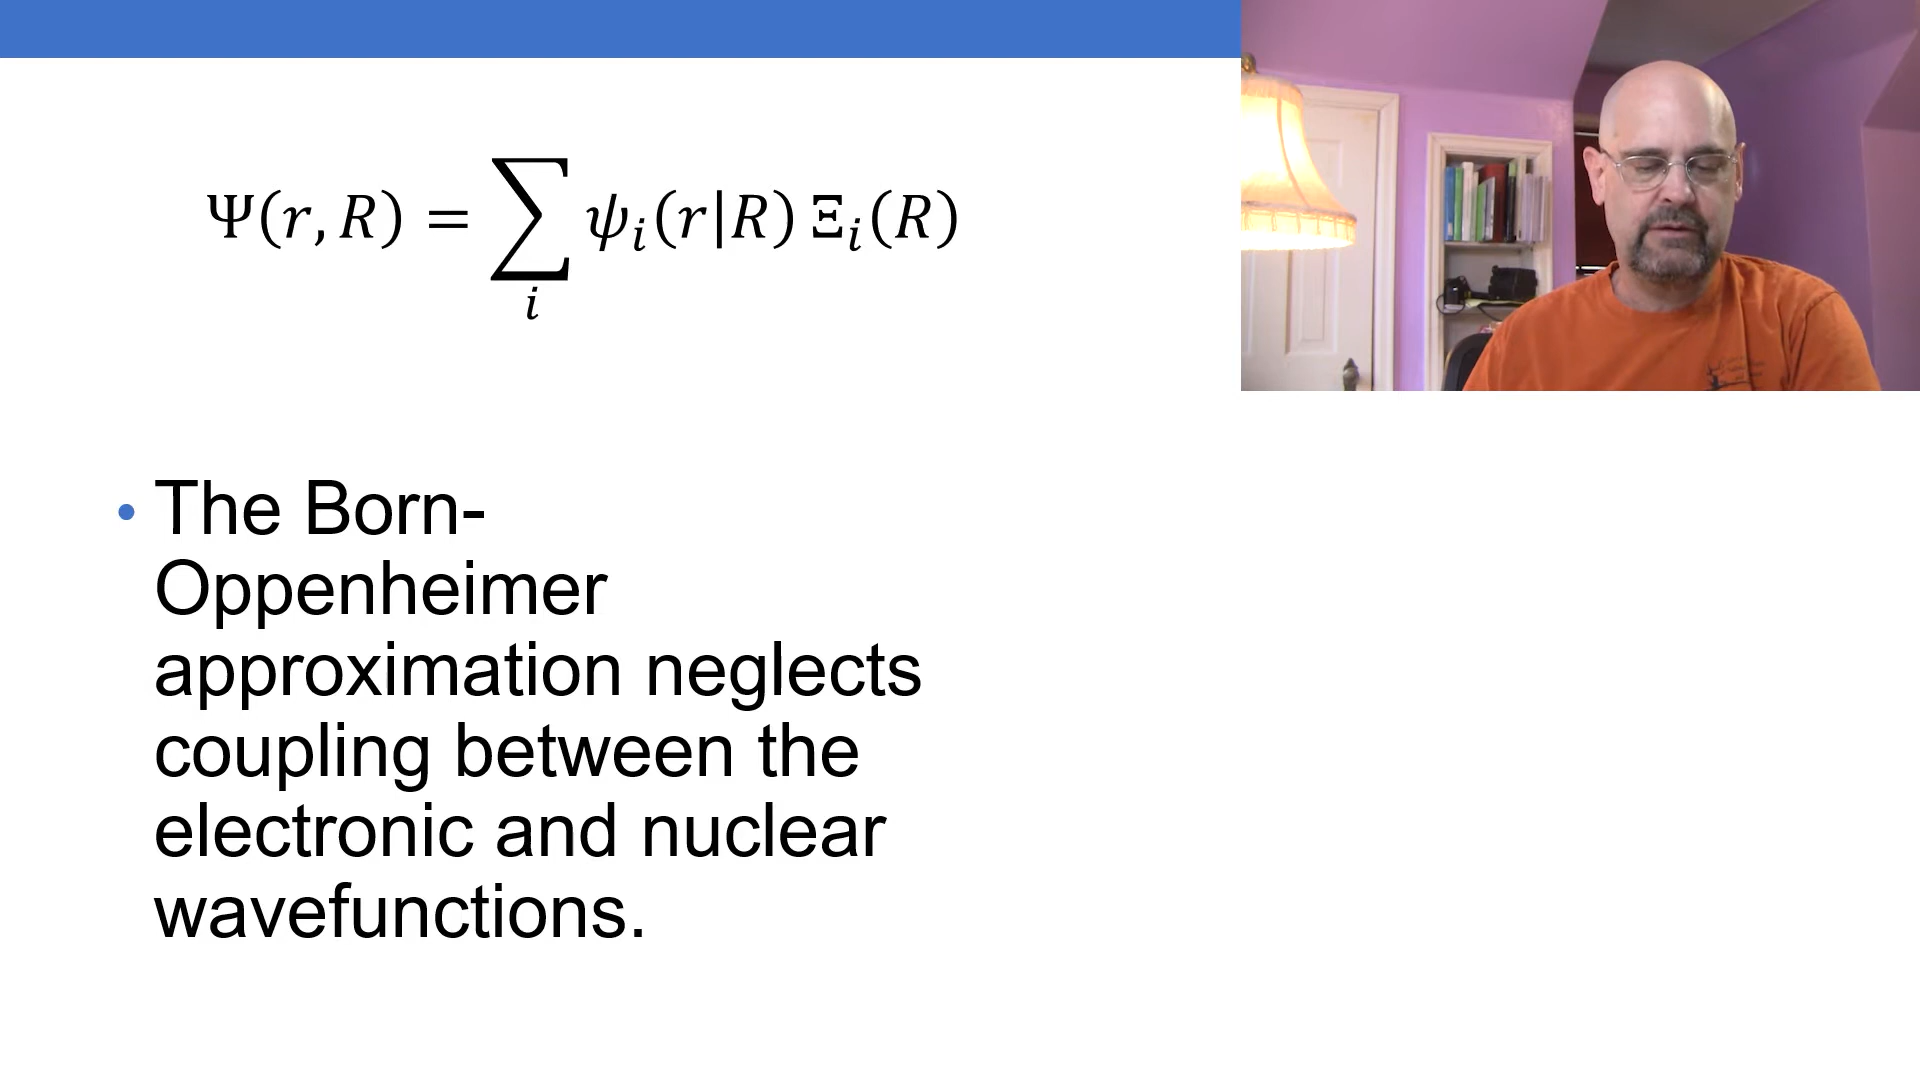 Ψ(r, R) = ∑ ψᵢ(r|R) Ξᵢ(R)
i
• The Born-
Oppenheimer
approximation neglects
coupling between the
electronic and nuclear
wavefunctions.